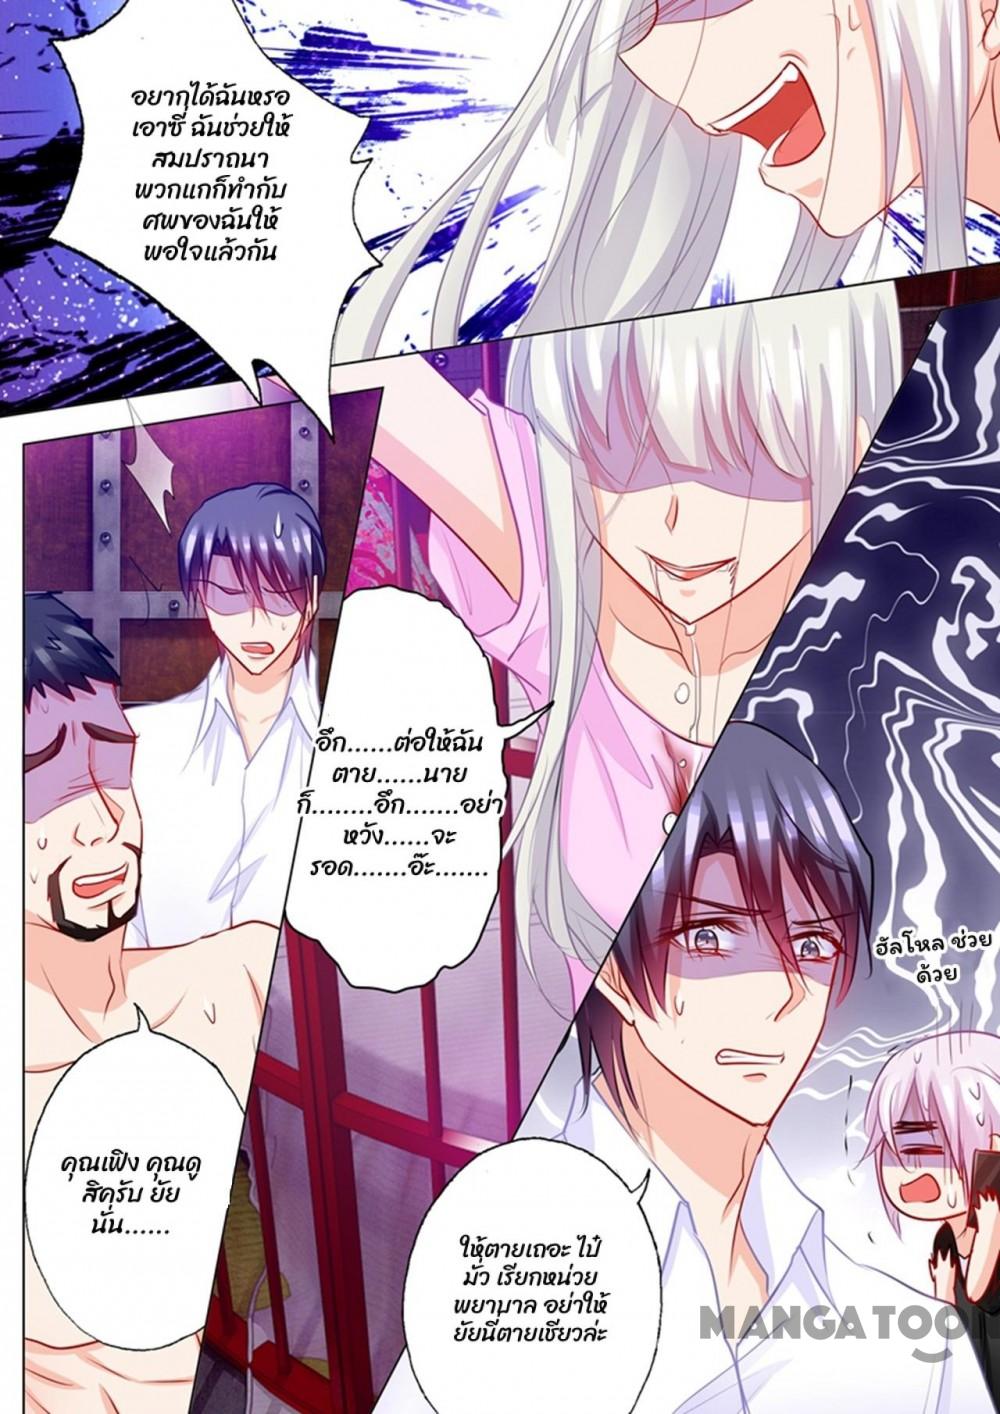 อยากได้ฉันหรอ
เอาซี่ ฉันช่วยให้
สมปราถนา
พวกแกก็ทำกับ
ศพของฉันให้
พอใจแล้วกัน
อึก......ต่อให้ฉัน
ตาย......นาย
ก็........อึก.......อย่า
หวัง......จะ
รอด.......อ๊ะ.......
ฮัลโหล ช่วย
ด้วย
คุณเฟิง คุณดู
สิครับ ยัย
นั่น......
ให้ตายเถอะ ไป๋
มั่ว เรียกหน่วย
พยาบาล อย่าให้
ยัยนี่ตายเชียวล่ะ
MANGATOON